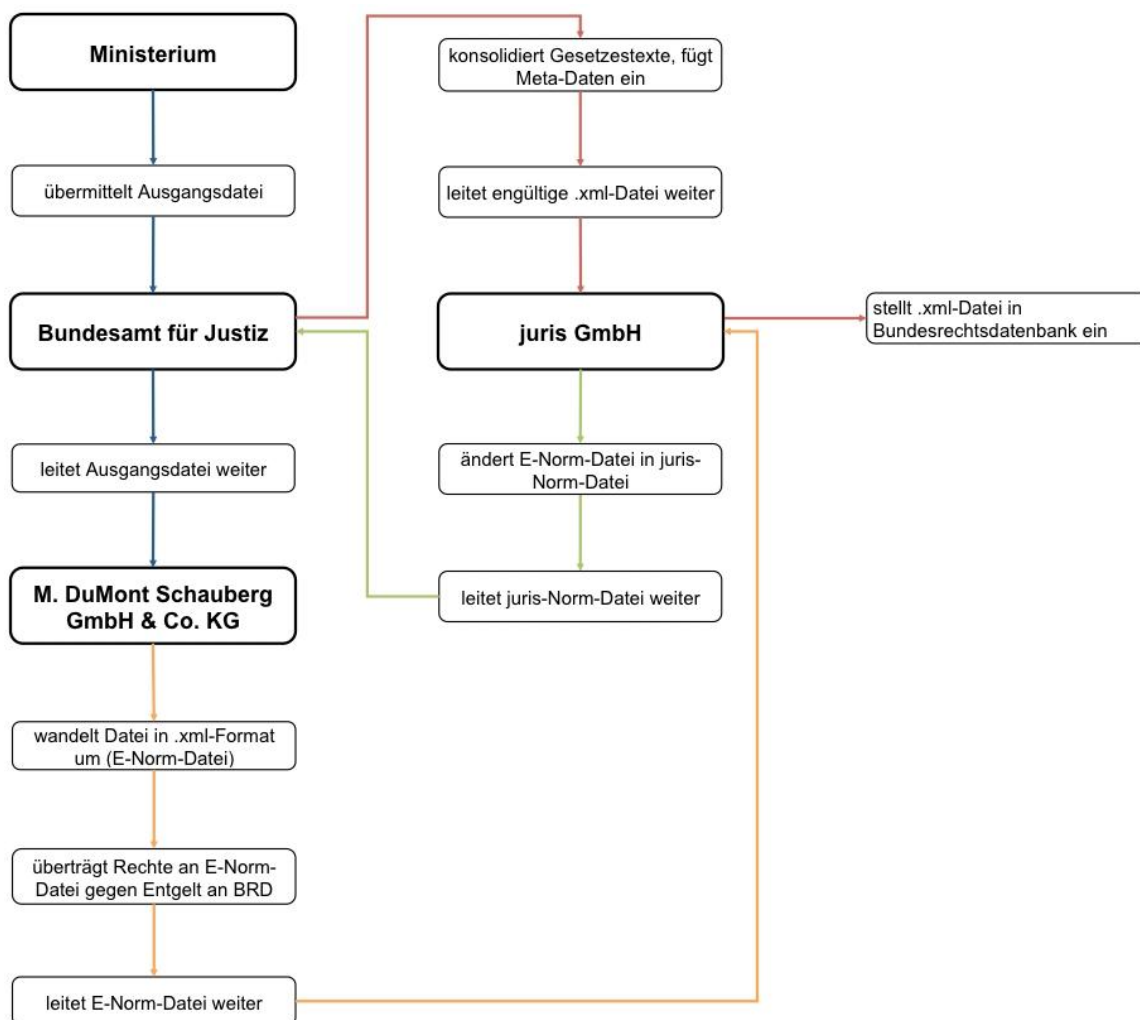 Ministerium
übermittelt Ausgangsdatei
Bundesamt für Justiz
leitet Ausgangsdatei weiter
M. DuMont Schauberg
GmbH & Co. KG
wandelt Datei in .xml-Format
um (E-Norm-Datei)
überträgt Rechte an E-Norm-
Datei gegen Entgelt an BRD
leitet E-Norm-Datei weiter
konsolidiert Gesetzestexte, fügt
Meta-Daten ein
leitet engültige .xml-Datei weiter
juris GmbH
ändert E-Norm-Datei in juris-
Norm-Datei
leitet juris-Norm-Datei weiter
stellt .xml-Datei in
Bundesrechtsdatenbank ein